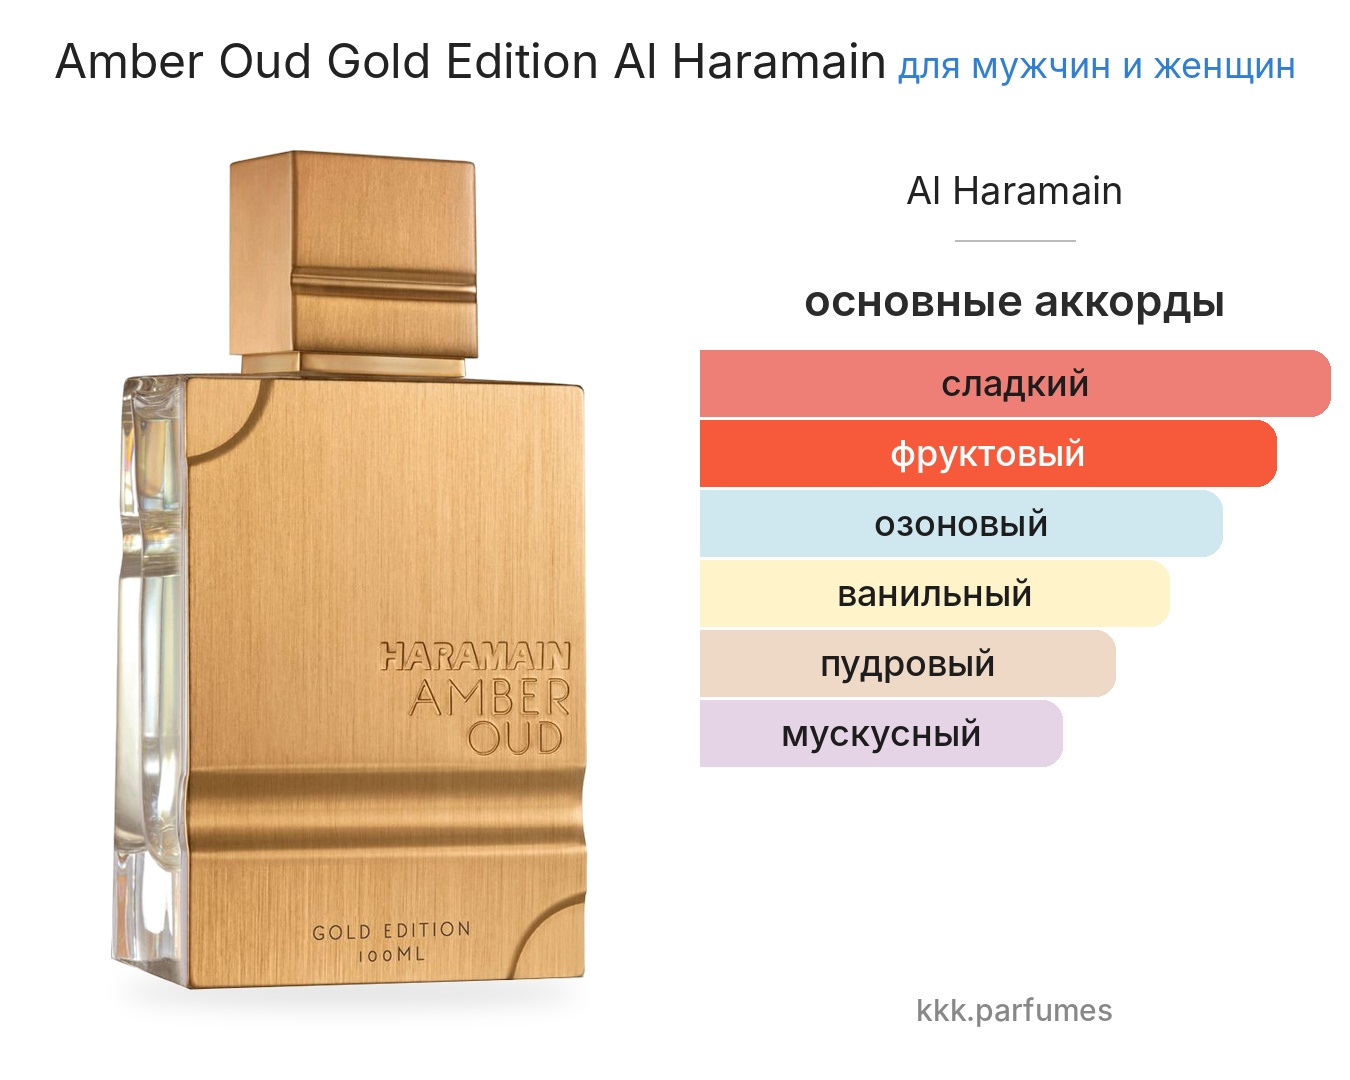 Amber Oud Gold Edition Al Haramain для мужчин и женщин
Al Haramain
основные аккорды
сладкий
фруктовый
озоновый
ванильный
пудровый
мускусный
HARAMAIN
AMBER
OUD
GOLD EDITION
100ML
kkk.parfumes